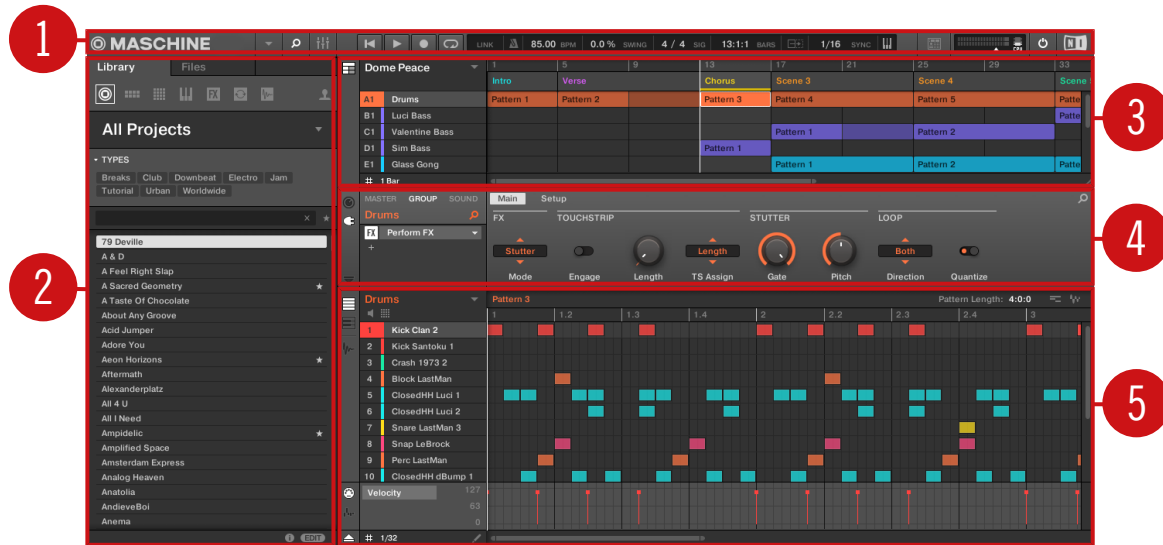 1
MASCHINE
LINK 85.00 BPM 0.0 % SWING 4 / 4 SIG 13:1:1 BARS 1/16 SYNC CPU NI
2
Library Files
FX
All Projects
TYPES
Breaks Club Downbeat Electro Jam
Tutorial Urban Worldwide
79 Deville
A & D
A Feel Right Slap
A Sacred Geometry
A Taste Of Chocolate
About Any Groove
Acid Jumper
Adore You
Aeon Horizons
Aftermath
Alexanderplatz
All 4 U
All I Need
Ampidelic
Amplified Space
Amsterdam Express
Analog Heaven
Anatolia
AndieveBoi
Anema
EDIT
3
Dome Peace 1 5 9 13 17 21 25 29 33
Intro Verse Chorus Scene 3 Scene 4 Scene
A1 Drums Pattern 1 Pattern 2 Pattern 3 Pattern 4 Pattern 5 Patte
B1 Luci Bass Patte
C1 Valentine Bass Pattern 1 Pattern 2
D1 Sim Bass Pattern 1
E1 Glass Gong Pattern 1 Pattern 2 Patte
# 1 Bar
4
MASTER GROUP SOUND Main Setup
Drums FX TOUCHSTRIP STUTTER LOOP
FX Perform FX
+ Stutter Length Both
Mode Engage Length TS Assign Gate Pitch Direction Quantize
5
Drums Pattern 3 Pattern Length: 4:0:0
1 1.2 1.3 1.4 2 2.2 2.3 2.4 3
1 Kick Clan 2
2 Kick Santoku 1
3 Crash 1973 2
4 Block LastMan
5 ClosedHH Luci 1
6 ClosedHH Luci 2
7 Snare LastMan 3
8 Snap LeBrock
9 Perc LastMan
10 ClosedHH dBump 1
Velocity 127
63
0
# 1/32